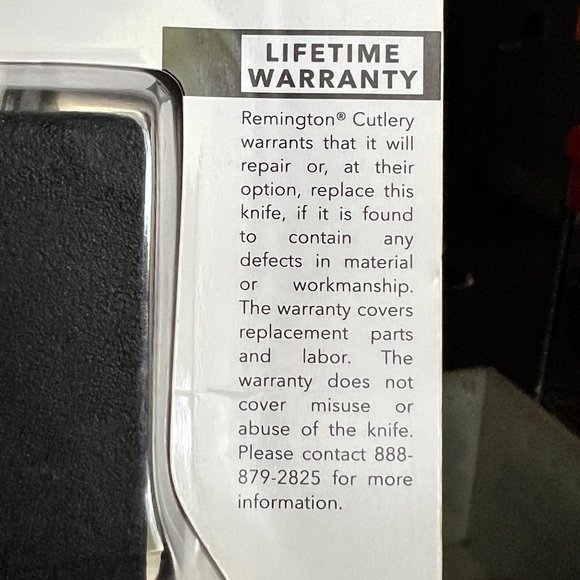 LIFETIME
WARRANTY
Remington® Cutlery
warrants that it will
repair or, at their
option, replace this
knife, if it is found
to contain any
defects in material
or workmanship.
The warranty covers
replacement parts
and labor. The
warranty does not
cover misuse or
abuse of the knife.
Please contact 888-
879-2825 for more
information.